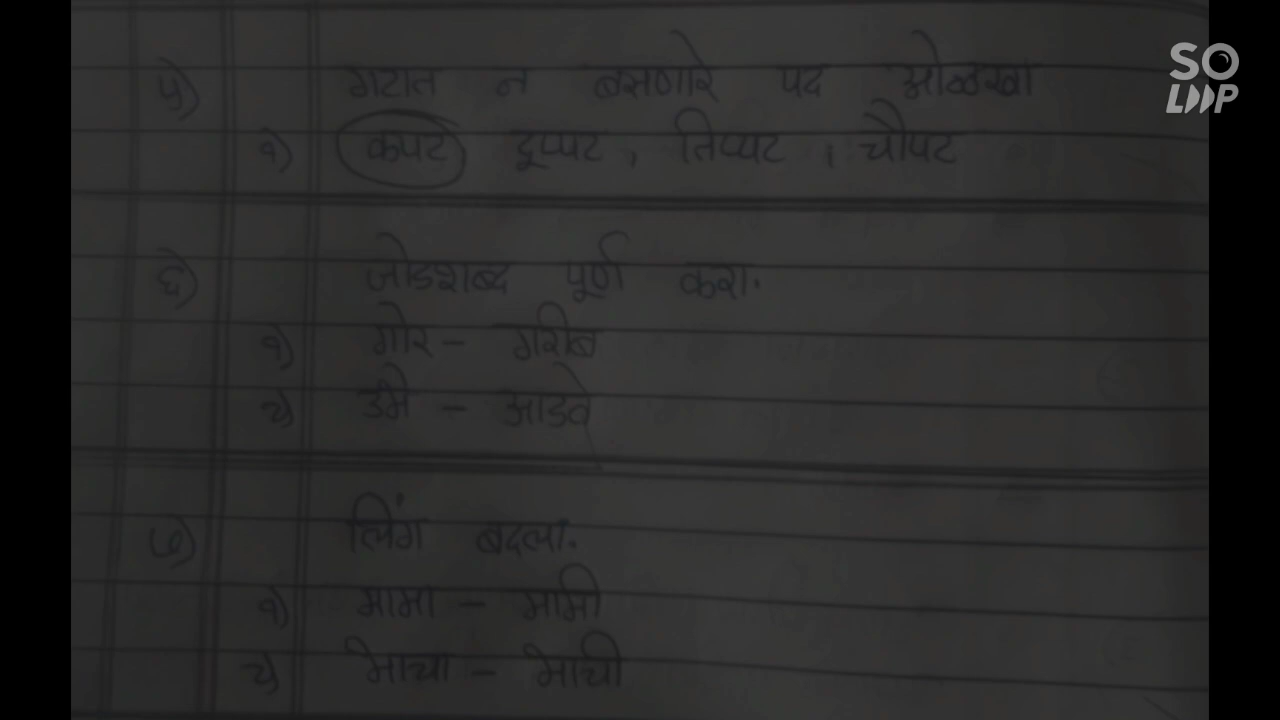 SO
LOOP
५) गटात न बसणारे पद ओळखा
१) कपट दूप्पट, तिप्पट, चौपट
६) जोडशब्द पूर्ण करा.
१) गोर - गरीब
२) उभे - आडवे
७) लिंग बदला.
१) मामा - मामी
२) भाचा - भाची